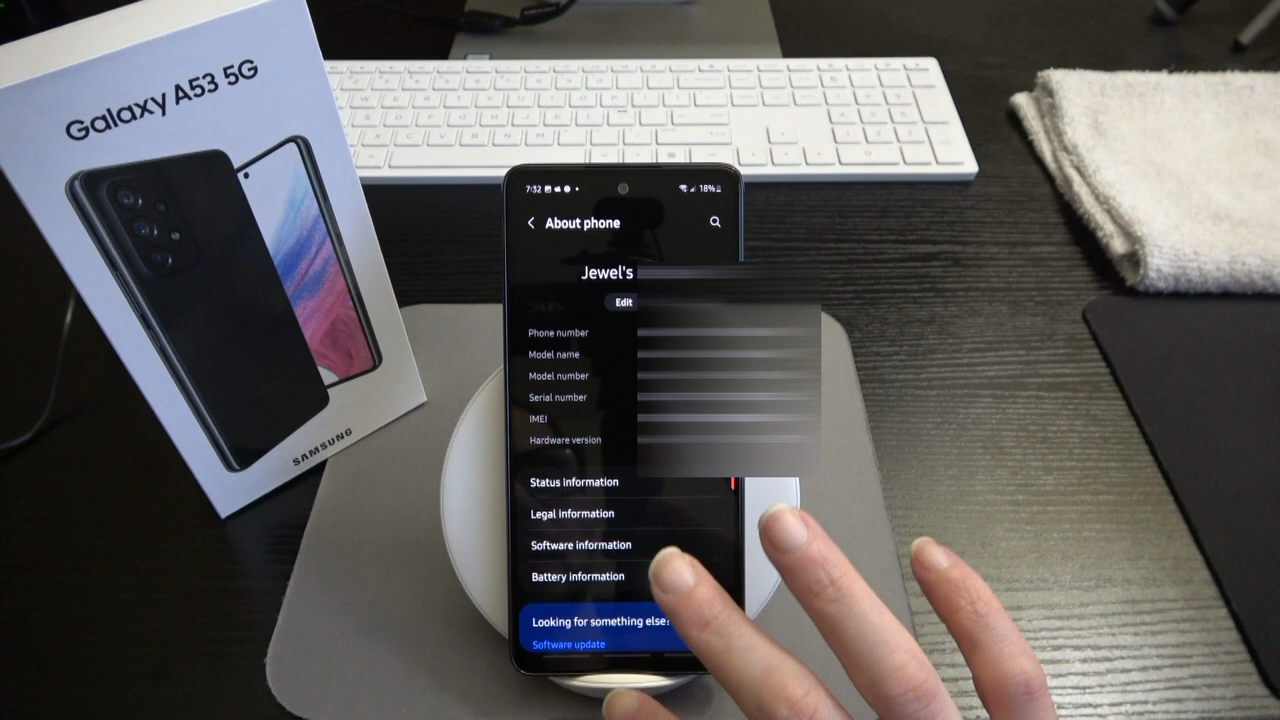 Galaxy A53 5G
SAMSUNG
7:32
18%
About phone
Jewel's
Edit
Phone number
Model name
Model number
Serial number
IMEI
Hardware version
Status information
Legal information
Software information
Battery information
Looking for something else?
Software update